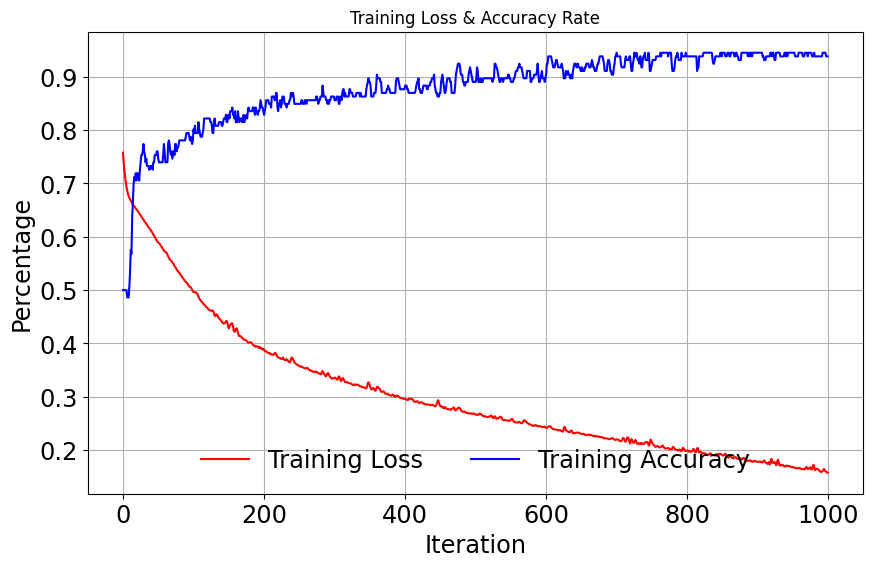 Training Loss & Accuracy Rate
0.9
0.8
0.7
0.6
0.5
0.4
0.3
0.2
Percentage
Training Loss
Training Accuracy
0
200
400
600
800
1000
Iteration